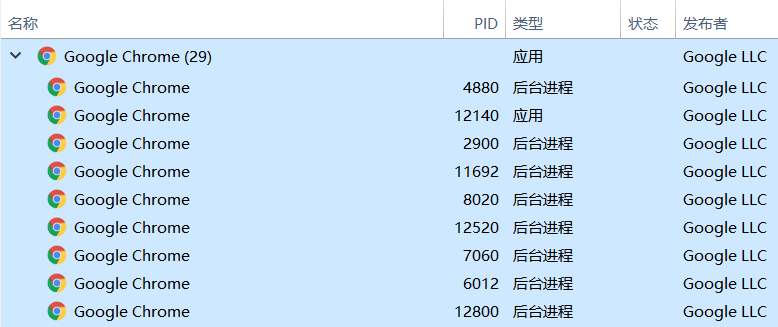 名称 PID 类型 状态 发布者
Google Chrome (29) 应用 Google LLC
Google Chrome 4880 后台进程 Google LLC
Google Chrome 12140 应用 Google LLC
Google Chrome 2900 后台进程 Google LLC
Google Chrome 11692 后台进程 Google LLC
Google Chrome 8020 后台进程 Google LLC
Google Chrome 12520 后台进程 Google LLC
Google Chrome 7060 后台进程 Google LLC
Google Chrome 6012 后台进程 Google LLC
Google Chrome 12800 后台进程 Google LLC